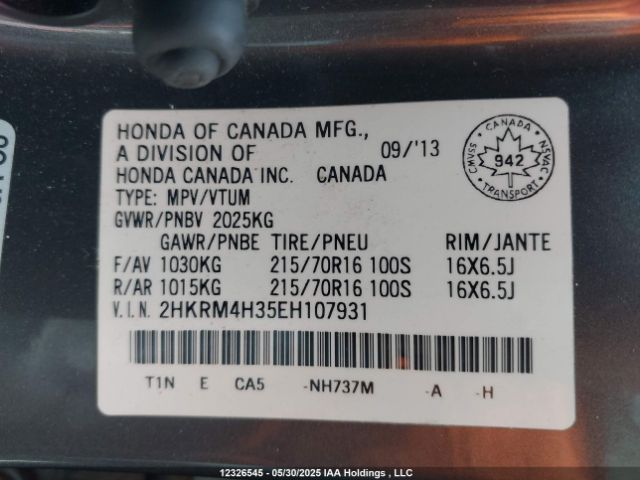 HONDA OF CANADA MFG.,
A DIVISION OF 09/'13
HONDA CANADA INC. CANADA
TYPE: MPV/VTUM
GVWR/PNBV 2025KG
GAWR/PNBE TIRE/PNEU RIM/JANTE
F/AV 1030KG 215/70R16 100S 16X6.5J
R/AR 1015KG 215/70R16 100S 16X6.5J
V.I.N. 2HKRM4H35EH107931
T1N E CA5 -NH737M -A -H
CANADA
CMVSS 942 NSVAC
TRANSPORT
12326545 - 05/30/2025 IAA Holdings , LLC